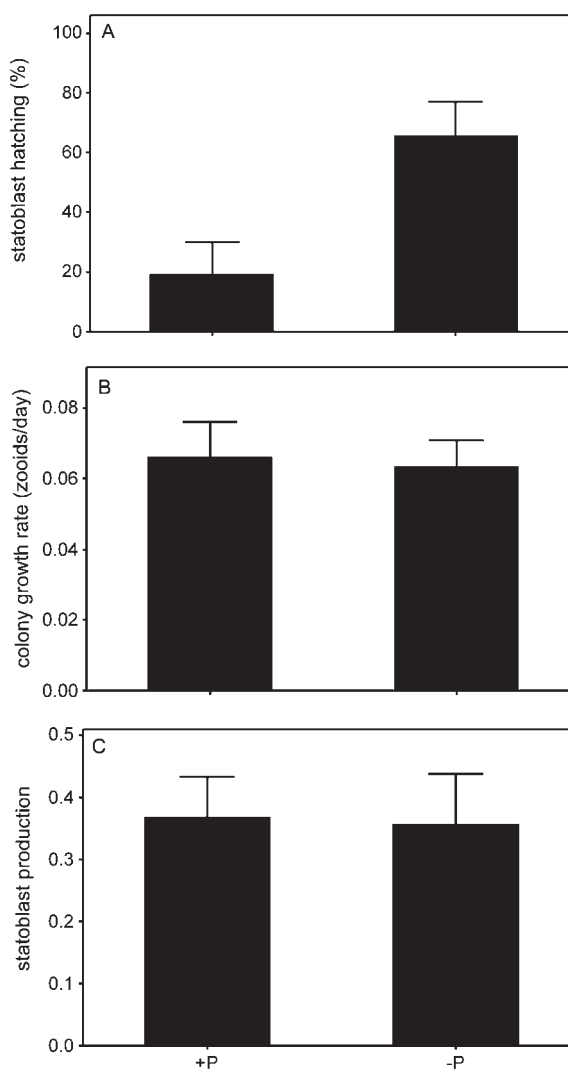 A
statoblast hatching (%)
100
80
60
40
20
0
B
colony growth rate (zooids/day)
0.08
0.06
0.04
0.02
0.00
C
statoblast production
0.5
0.4
0.3
0.2
0.1
0.0
+P
-P